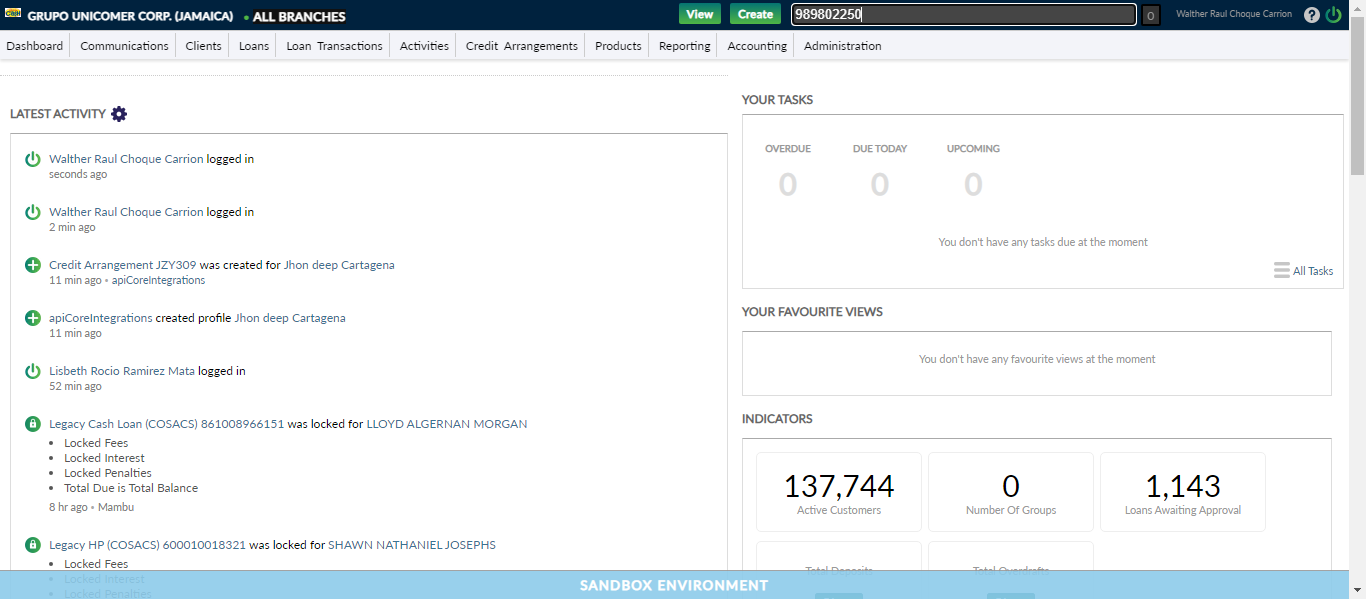 GRUPO UNICOMER CORP. (JAMAICA) • ALL BRANCHES View Create 989802250 0 Walther Raul Choque Carrion ?
Dashboard Communications Clients Loans Loan Transactions Activities Credit Arrangements Products Reporting Accounting Administration
LATEST ACTIVITY
Walther Raul Choque Carrion logged in
seconds ago
Walther Raul Choque Carrion logged in
2 min ago
Credit Arrangement JZY309 was created for Jhon deep Cartagena
11 min ago • apiCoreIntegrations
apiCoreIntegrations created profile Jhon deep Cartagena
11 min ago
Lisbeth Rocio Ramirez Mata logged in
52 min ago
Legacy Cash Loan (COSACS) 861008966151 was locked for LLOYD ALGERNAN MORGAN
• Locked Fees
• Locked Interest
• Locked Penalties
• Total Due is Total Balance
8 hr ago • Mambu
Legacy HP (COSACS) 600010018321 was locked for SHAWN NATHANIEL JOSEPHS
• Locked Fees
• Locked Interest
• Locked Penalties
YOUR TASKS
OVERDUE DUE TODAY UPCOMING
0 0 0
You don't have any tasks due at the moment
All Tasks
YOUR FAVOURITE VIEWS
You don't have any favourite views at the moment
INDICATORS
137,744 0 1,143
Active Customers Number Of Groups Loans Awaiting Approval
Total Deposits Total Overdrafts
SANDBOX ENVIRONMENT